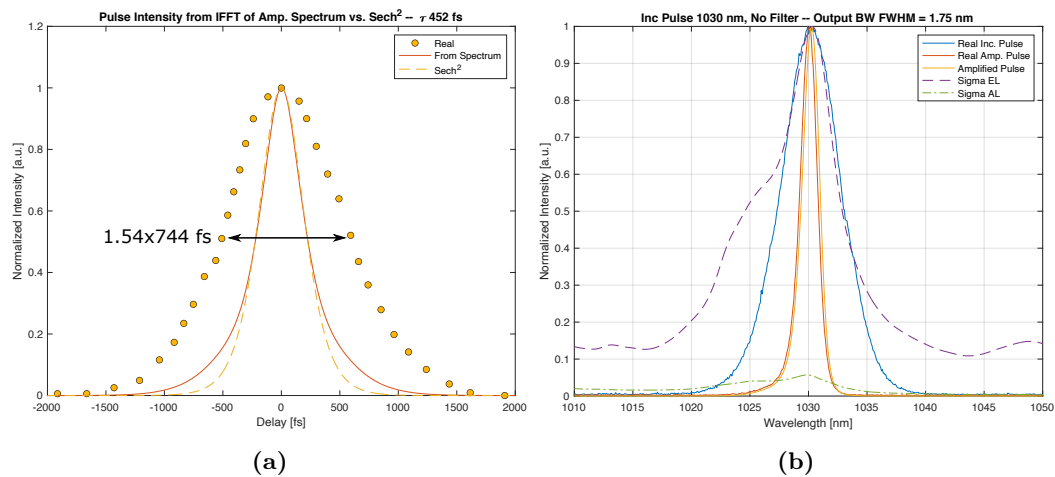 Pulse Intensity from IFFT of Amp. Spectrum vs. Sech² -- τ 452 fs
1.2
1
0.8
0.6
0.4
0.2
0
Normalized Intensity [a.u.]
Real
From Spectrum
Sech²
1.54x744 fs
-2000 -1500 -1000 -500 0 500 1000 1500 2000
Delay [fs]
(a)
Inc Pulse 1030 nm, No Filter -- Output BW FWHM = 1.75 nm
1
0.9
0.8
0.7
0.6
0.5
0.4
0.3
0.2
0.1
0
Normalized Intensity [a.u.]
Real Inc. Pulse
Real Amp. Pulse
Amplified Pulse
Sigma EL
Sigma AL
1010 1015 1020 1025 1030 1035 1040 1045 1050
Wavelength [nm]
(b)